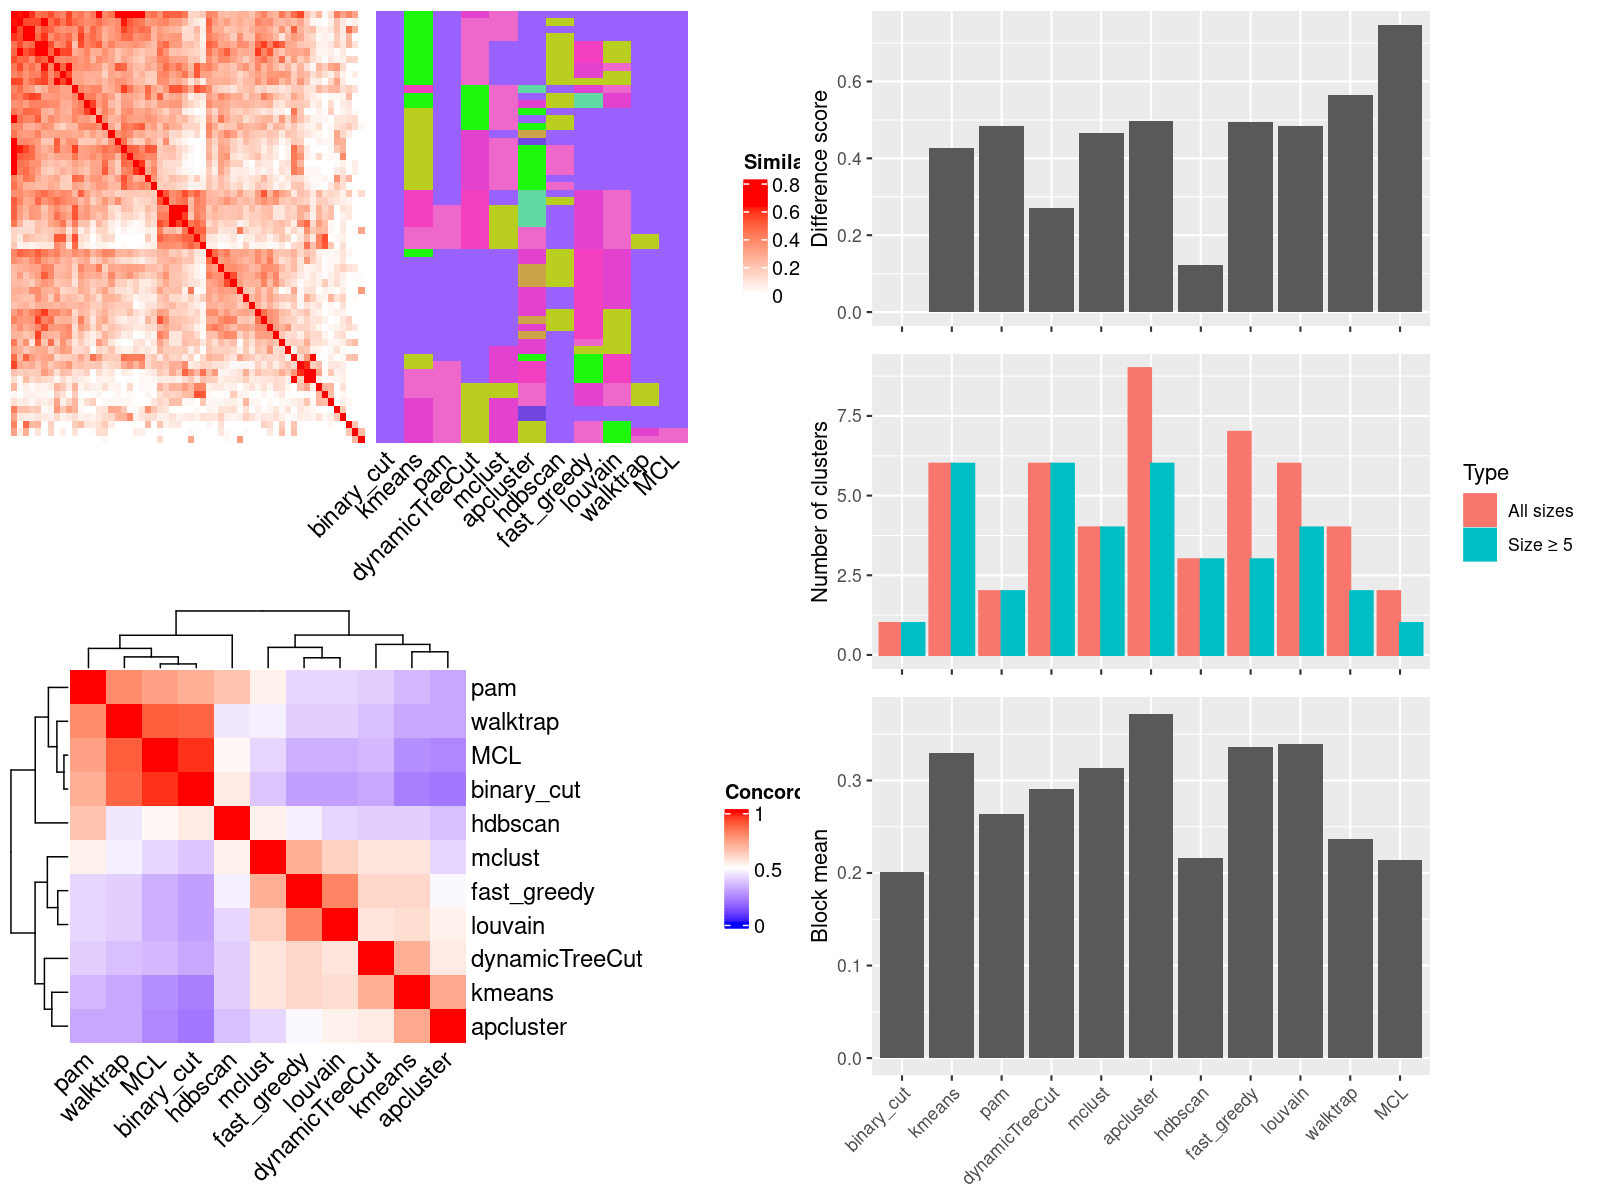 Simila
0.8
0.6
0.4
0.2
0
binary_cut
kmeans
pam
dynamicTreeCut
mclust
apcluster
hdbscan
fast_greedy
louvain
walktrap
MCL
pam
walktrap
MCL
binary_cut
hdbscan
mclust
fast_greedy
louvain
dynamicTreeCut
kmeans
apcluster
pam
walktrap
MCL
binary_cut
hdbscan
mclust
fast_greedy
louvain
dynamicTreeCut
kmeans
apcluster
Concord
1
0.5
0
Difference score
0.6
0.4
0.2
0.0
Number of clusters
7.5
5.0
2.5
0.0
Type
All sizes
Size ≥ 5
Block mean
0.3
0.2
0.1
0.0
binary_cut
kmeans
pam
dynamicTreeCut
mclust
apcluster
hdbscan
fast_greedy
louvain
walktrap
MCL